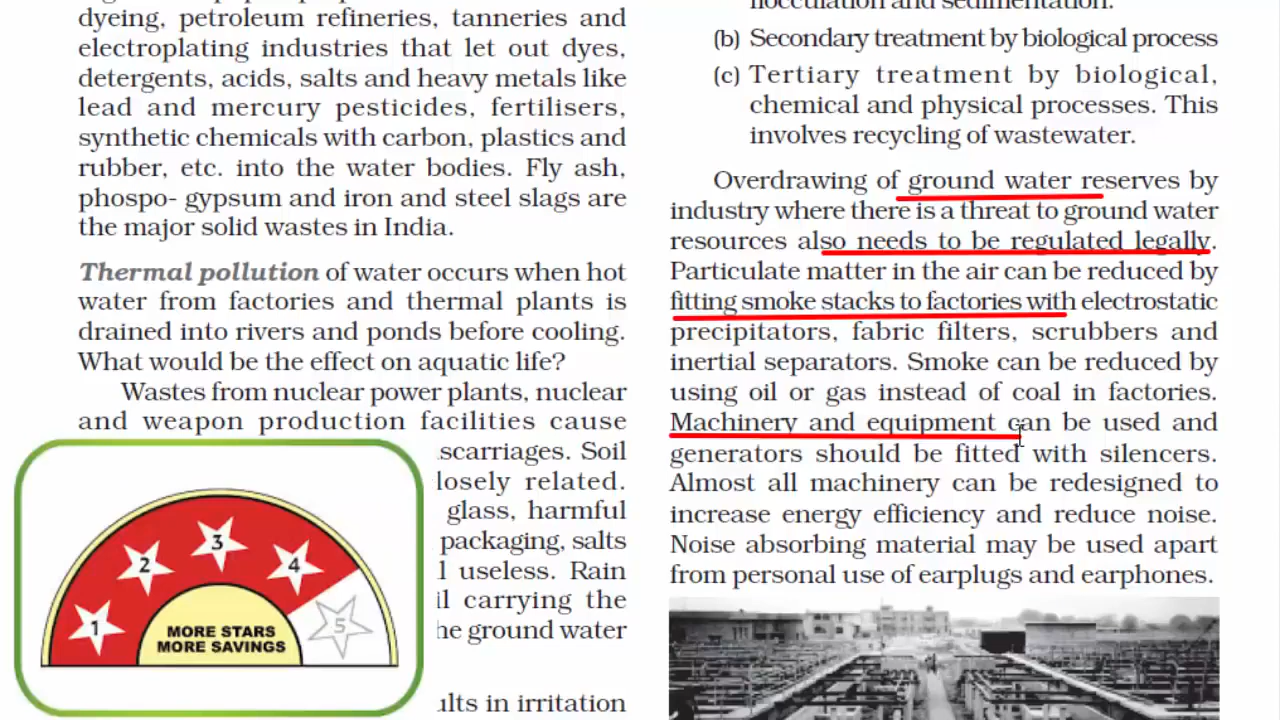 dyeing, petroleum refineries, tanneries and
electroplating industries that let out dyes,
detergents, acids, salts and heavy metals like
lead and mercury pesticides, fertilisers,
synthetic chemicals with carbon, plastics and
rubber, etc. into the water bodies. Fly ash,
phospo- gypsum and iron and steel slags are
the major solid wastes in India.
Thermal pollution of water occurs when hot
water from factories and thermal plants is
drained into rivers and ponds before cooling.
What would be the effect on aquatic life?
Wastes from nuclear power plants, nuclear
and weapon production facilities cause
scarriages. Soil
losely related.
glass, harmful
packaging, salts
l useless. Rain
il carrying the
he ground water
ults in irritation
1
2
3
4
5
MORE STARS
MORE SAVINGS
flocculation and sedimentation.
(b) Secondary treatment by biological process
(c) Tertiary treatment by biological,
chemical and physical processes. This
involves recycling of wastewater.
Overdrawing of ground water reserves by
industry where there is a threat to ground water
resources also needs to be regulated legally.
Particulate matter in the air can be reduced by
fitting smoke stacks to factories with electrostatic
precipitators, fabric filters, scrubbers and
inertial separators. Smoke can be reduced by
using oil or gas instead of coal in factories.
Machinery and equipment can be used and
generators should be fitted with silencers.
Almost all machinery can be redesigned to
increase energy efficiency and reduce noise.
Noise absorbing material may be used apart
from personal use of earplugs and earphones.